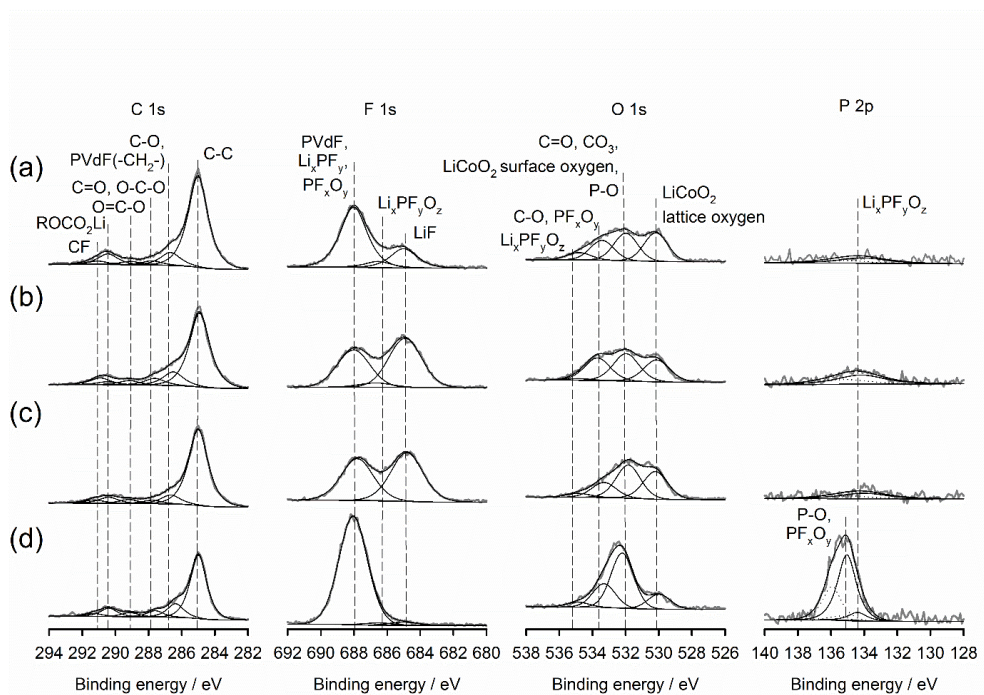 C 1s
F 1s
O 1s
P 2p
(a)
C-O,
PVdF(-CH₂-)
C-C
C=O, O-C-O
O=C-O
ROCO₂Li
CF
PVdF,
LiₓPFᵧ,
PFₓOᵧ
LiₓPFᵧO_z
LiF
C=O, CO₃,
LiCoO₂ surface oxygen,
P-O
C-O, PFₓOᵧ
LiₓPFᵧO_z
LiCoO₂
lattice oxygen
LiₓPFᵧO_z
(b)
(c)
(d)
P-O,
PFₓOᵧ
294 292 290 288 286 284 282
692 690 688 686 684 682 680
538 536 534 532 530 528 526
140 138 136 134 132 130 128
Binding energy / eV
Binding energy / eV
Binding energy / eV
Binding energy / eV